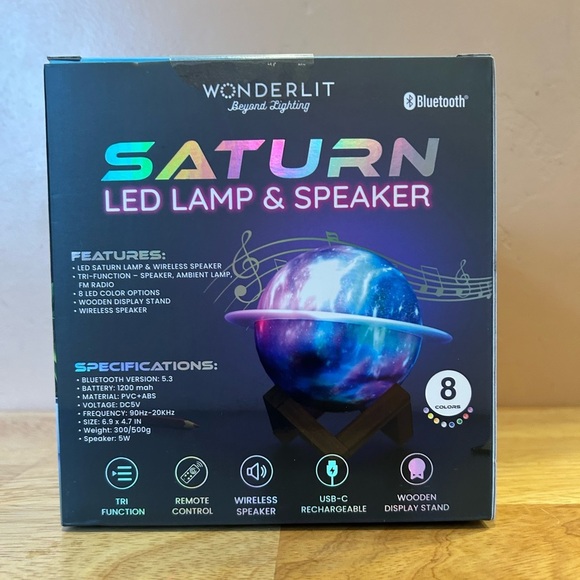 WONDERLIT
Beyond Lighting
Bluetooth®
SATURN
LED LAMP & SPEAKER
FEATURES:
• LED SATURN LAMP & WIRELESS SPEAKER
• TRI-FUNCTION – SPEAKER, AMBIENT LAMP,
FM RADIO
• 8 LED COLOR OPTIONS
• WOODEN DISPLAY STAND
• WIRELESS SPEAKER
SPECIFICATIONS:
• BLUETOOTH VERSION: 5.3
• BATTERY: 1200 mah
• MATERIAL: PVC+ABS
• VOLTAGE: DC5V
• FREQUENCY: 90Hz-20KHz
• SIZE: 6.9 x 4.7 IN
• Weight: 300/500g
• Speaker: 5W
8
COLORS
TRI
FUNCTION
REMOTE
CONTROL
WIRELESS
SPEAKER
USB-C
RECHARGEABLE
WOODEN
DISPLAY STAND